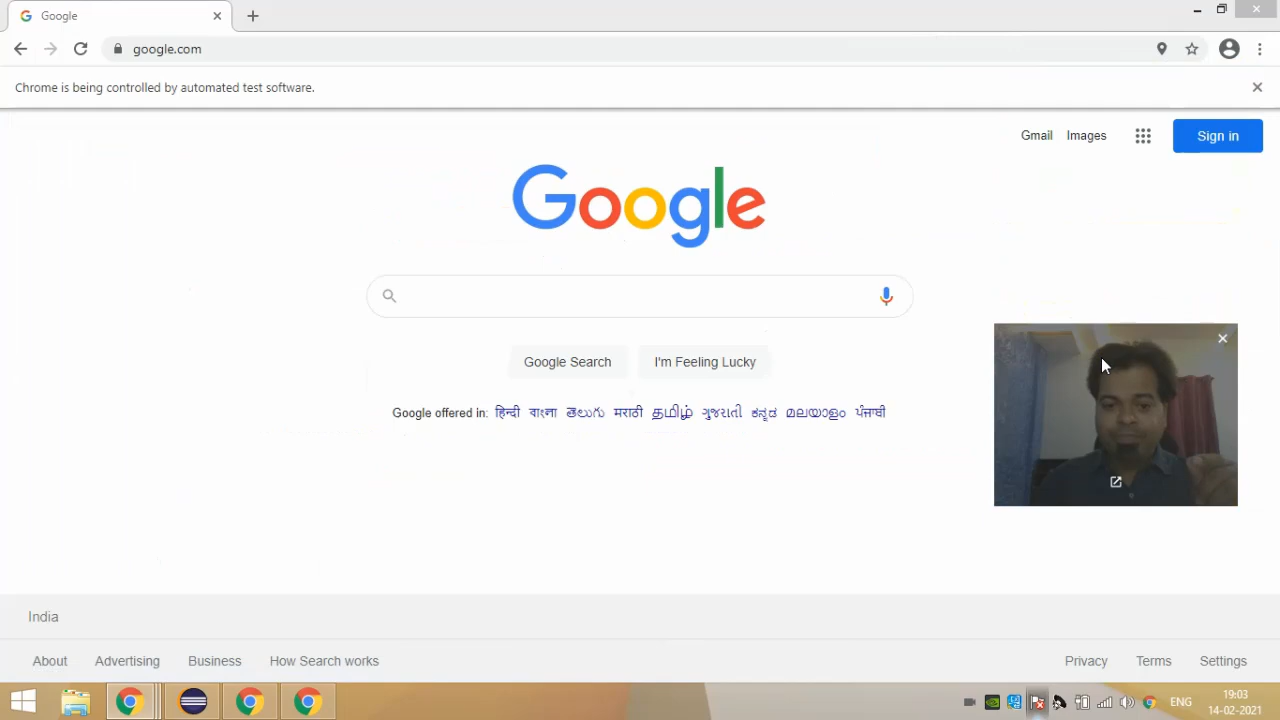 Google
google.com
Chrome is being controlled by automated test software.
Gmail Images Sign in
Google
Google Search I'm Feeling Lucky
Google offered in: हिन्दी বাংলা తెలుగు मराठी தமிழ் ગુજરાતી ಕನ್ನಡ മലയാളം ਪੰਜਾਬੀ
India
About Advertising Business How Search works Privacy Terms Settings
ENG 19:03
14-02-2021